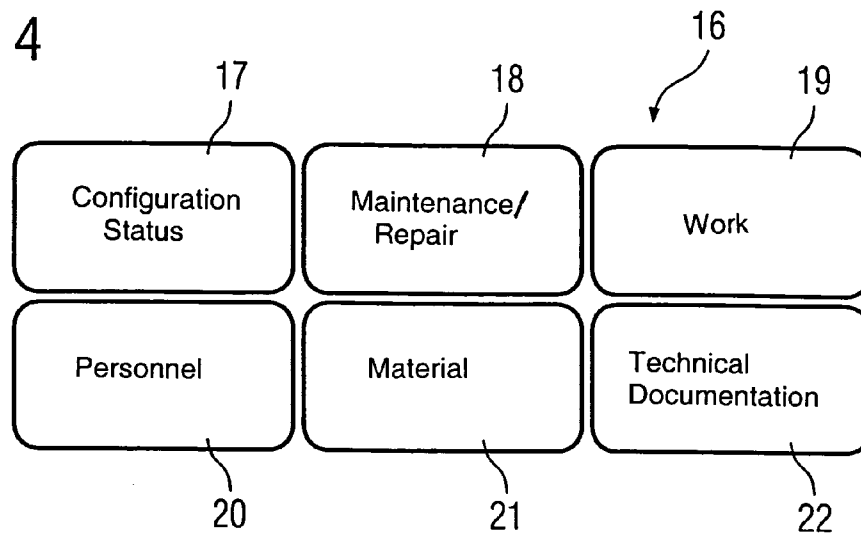 4
16
17
18
19
Configuration
Status
Maintenance/
Repair
Work
Personnel
Material
Technical
Documentation
20
21
22